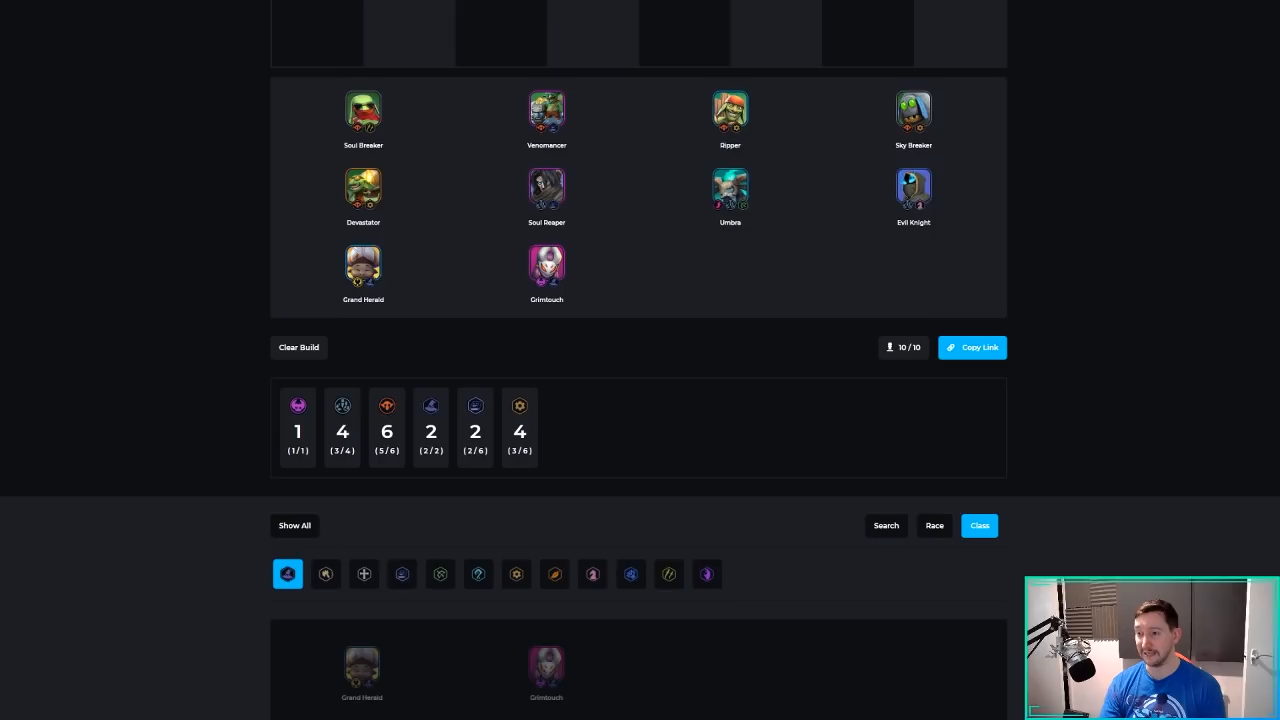 Soul Breaker Venomancer Ripper Sky Breaker
Devastator Soul Reaper Umbra Evil Knight
Grand Herald Grimtouch
Clear Build 10 / 10 Copy Link
1 4 6 2 2 4
(1/1) (3/4) (5/6) (2/2) (2/6) (3/6)
Show All Search Race Class
Grand Herald Grimtouch